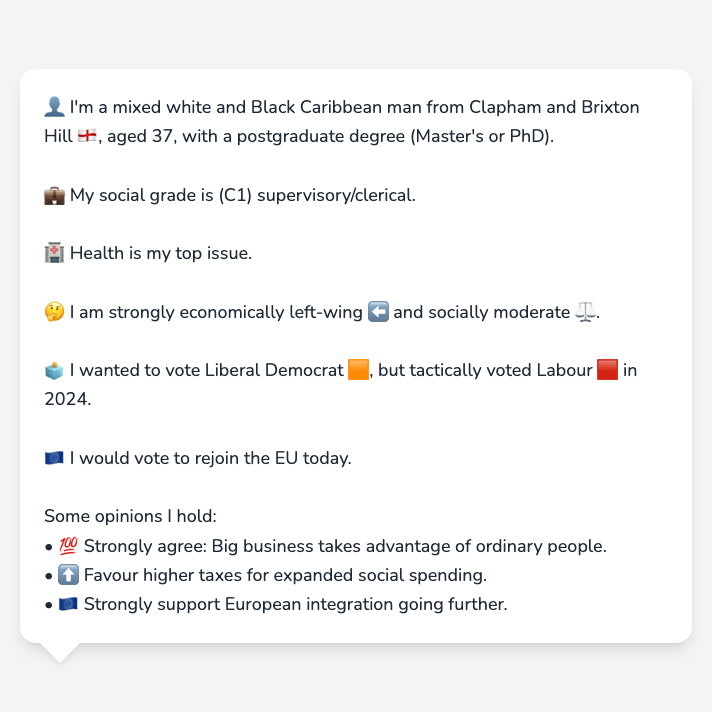 👤 I'm a mixed white and Black Caribbean man from Clapham and Brixton
Hill 🏴󠁧󠁢󠁥󠁮󠁧󠁿, aged 37, with a postgraduate degree (Master's or PhD).
💼 My social grade is (C1) supervisory/clerical.
🏥 Health is my top issue.
🤔 I am strongly economically left-wing ⬅️ and socially moderate ⚖️.
🗳️ I wanted to vote Liberal Democrat 🟧, but tactically voted Labour 🟥 in
2024.
🇪🇺 I would vote to rejoin the EU today.
Some opinions I hold:
• 💯 Strongly agree: Big business takes advantage of ordinary people.
• ⬆️ Favour higher taxes for expanded social spending.
• 🇪🇺 Strongly support European integration going further.